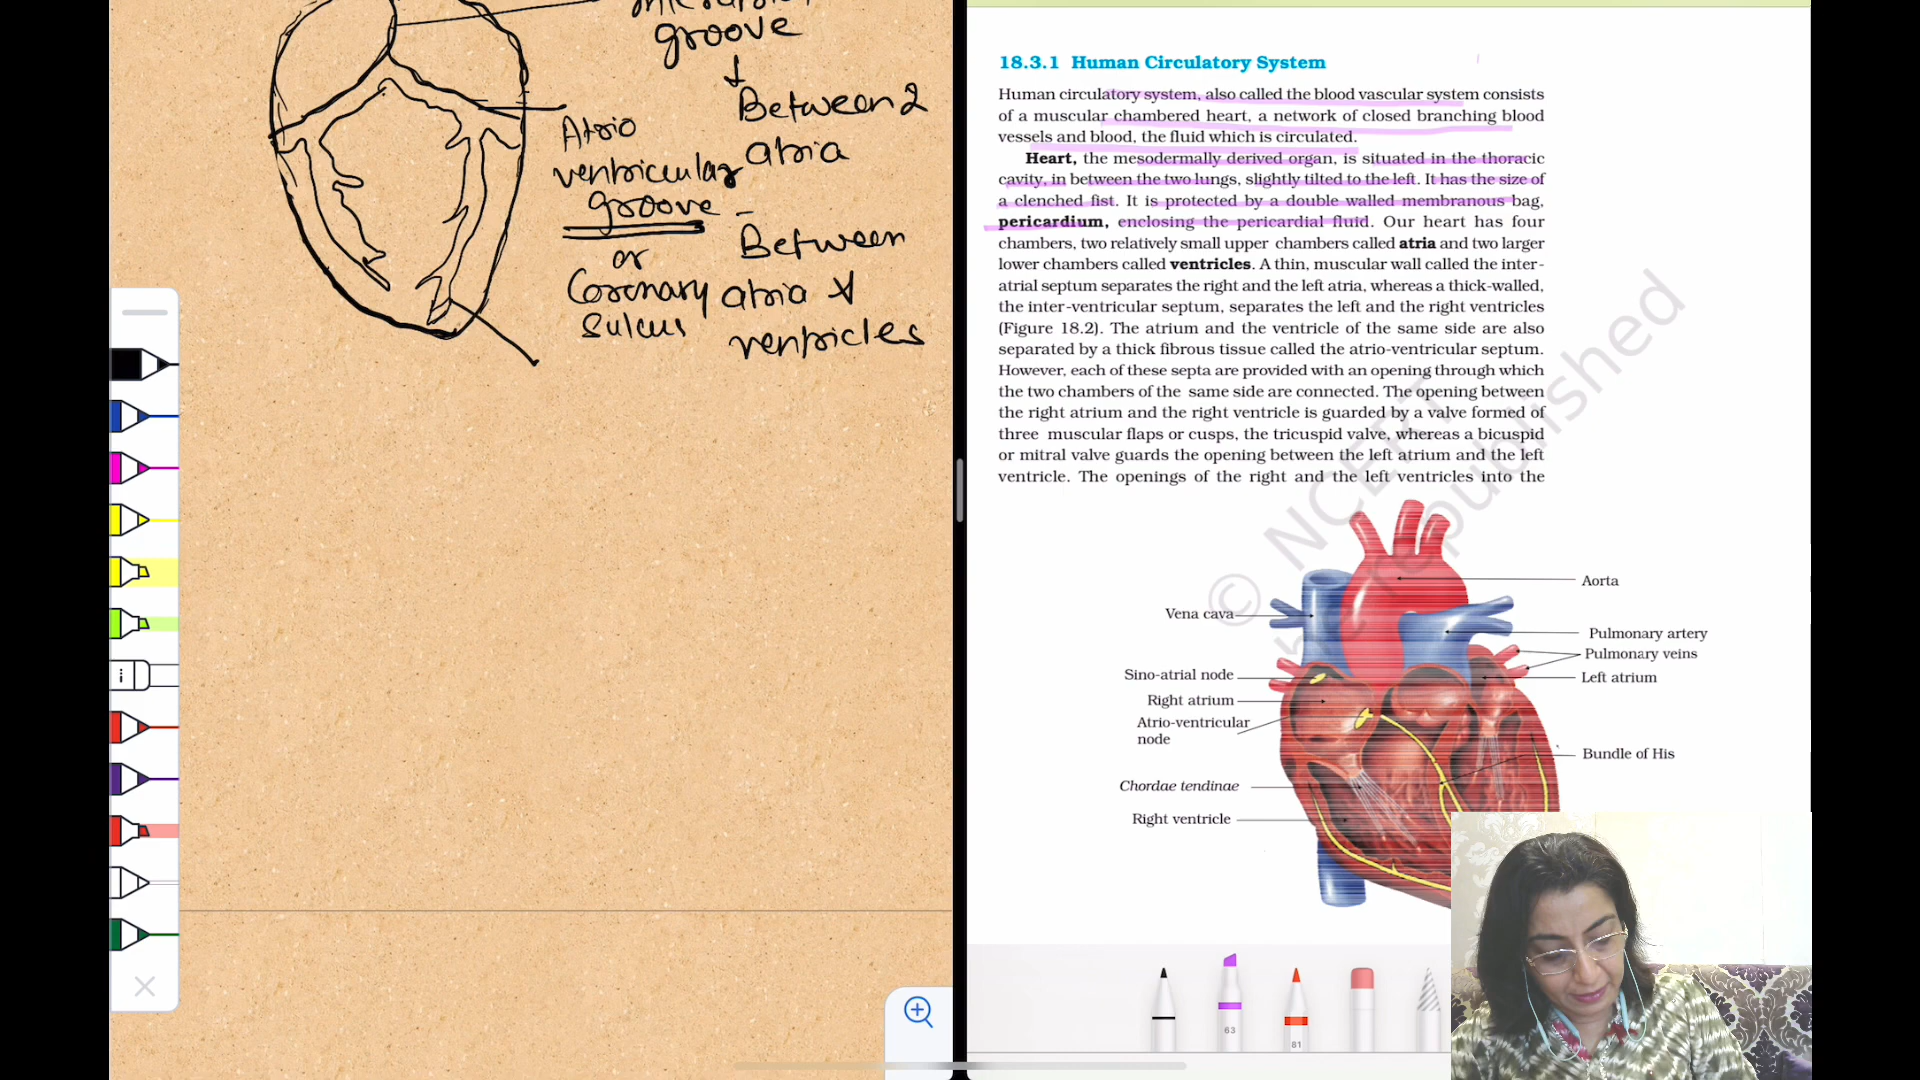 groove
Between 2
atria
Atrio
ventricular
groove
or
Coronary
Sulcus
Between
atria &
ventricles
18.3.1 Human Circulatory System
Human circulatory system, also called the blood vascular system consists
of a muscular chambered heart, a network of closed branching blood
vessels and blood, the fluid which is circulated.
Heart, the mesodermally derived organ, is situated in the thoracic
cavity, in between the two lungs, slightly tilted to the left. It has the size of
a clenched fist. It is protected by a double walled membranous bag,
pericardium, enclosing the pericardial fluid. Our heart has four
chambers, two relatively small upper chambers called atria and two larger
lower chambers called ventricles. A thin, muscular wall called the inter-
atrial septum separates the right and the left atria, whereas a thick-walled,
the inter-ventricular septum, separates the left and the right ventricles
(Figure 18.2). The atrium and the ventricle of the same side are also
separated by a thick fibrous tissue called the atrio-ventricular septum.
However, each of these septa are provided with an opening through which
the two chambers of the same side are connected. The opening between
the right atrium and the right ventricle is guarded by a valve formed of
three muscular flaps or cusps, the tricuspid valve, whereas a bicuspid
or mitral valve guards the opening between the left atrium and the left
ventricle. The openings of the right and the left ventricles into the
© NCERT
be republished
Aorta
Vena cava
Pulmonary artery
Pulmonary veins
Sino-atrial node
Left atrium
Right atrium
Atrio-ventricular
node
Bundle of His
Chordae tendinae
Right ventricle
63
81